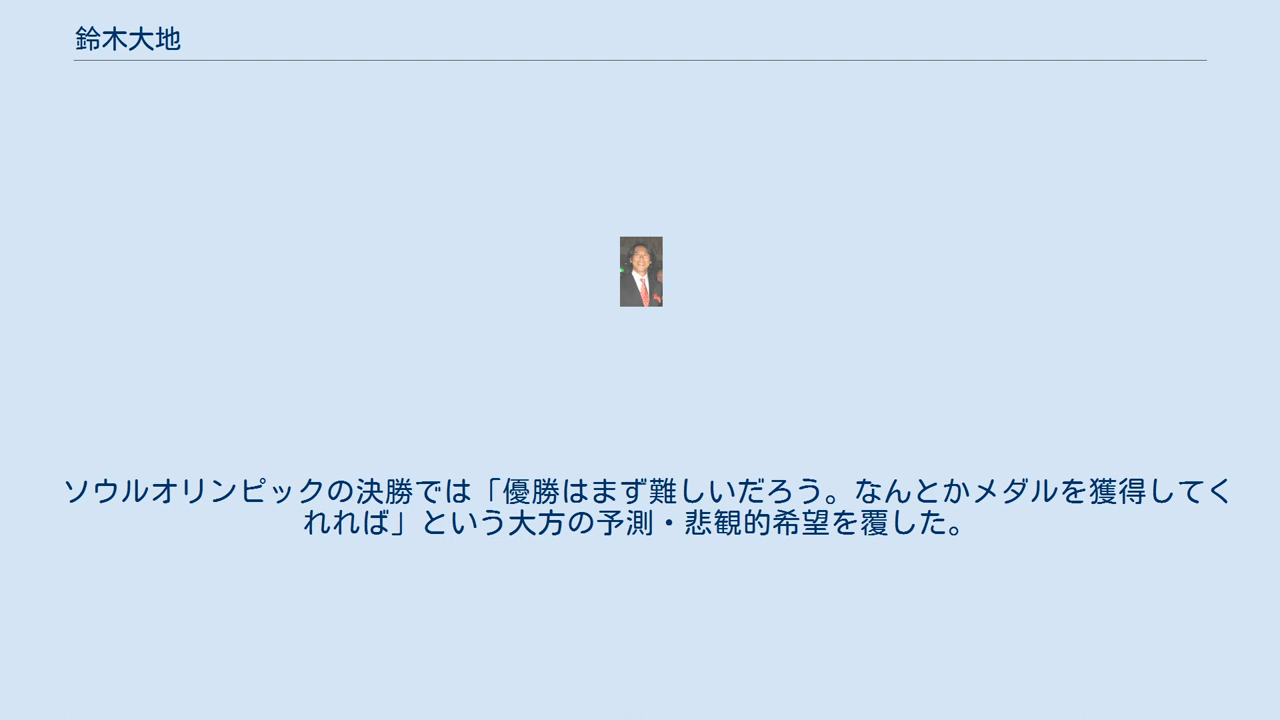 鈴木大地
ソウルオリンピックの決勝では「優勝はまず難しいだろう。なんとかメダルを獲得してく
れれば」という大方の予測・悲観的希望を覆した。